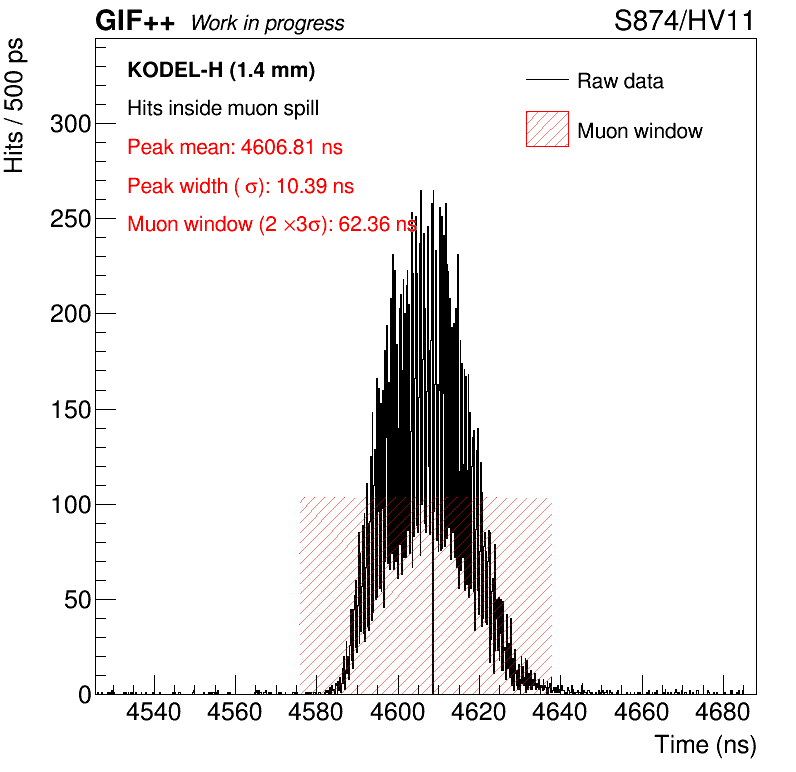 GIF++ Work in progress S874/HV11
Hits / 500 ps
KODEL-H (1.4 mm)
Hits inside muon spill
Peak mean: 4606.81 ns
Peak width ( σ): 10.39 ns
Muon window (2 ×3σ): 62.36 ns
Raw data
Muon window
300
250
200
150
100
50
0
4540 4560 4580 4600 4620 4640 4660 4680
Time (ns)